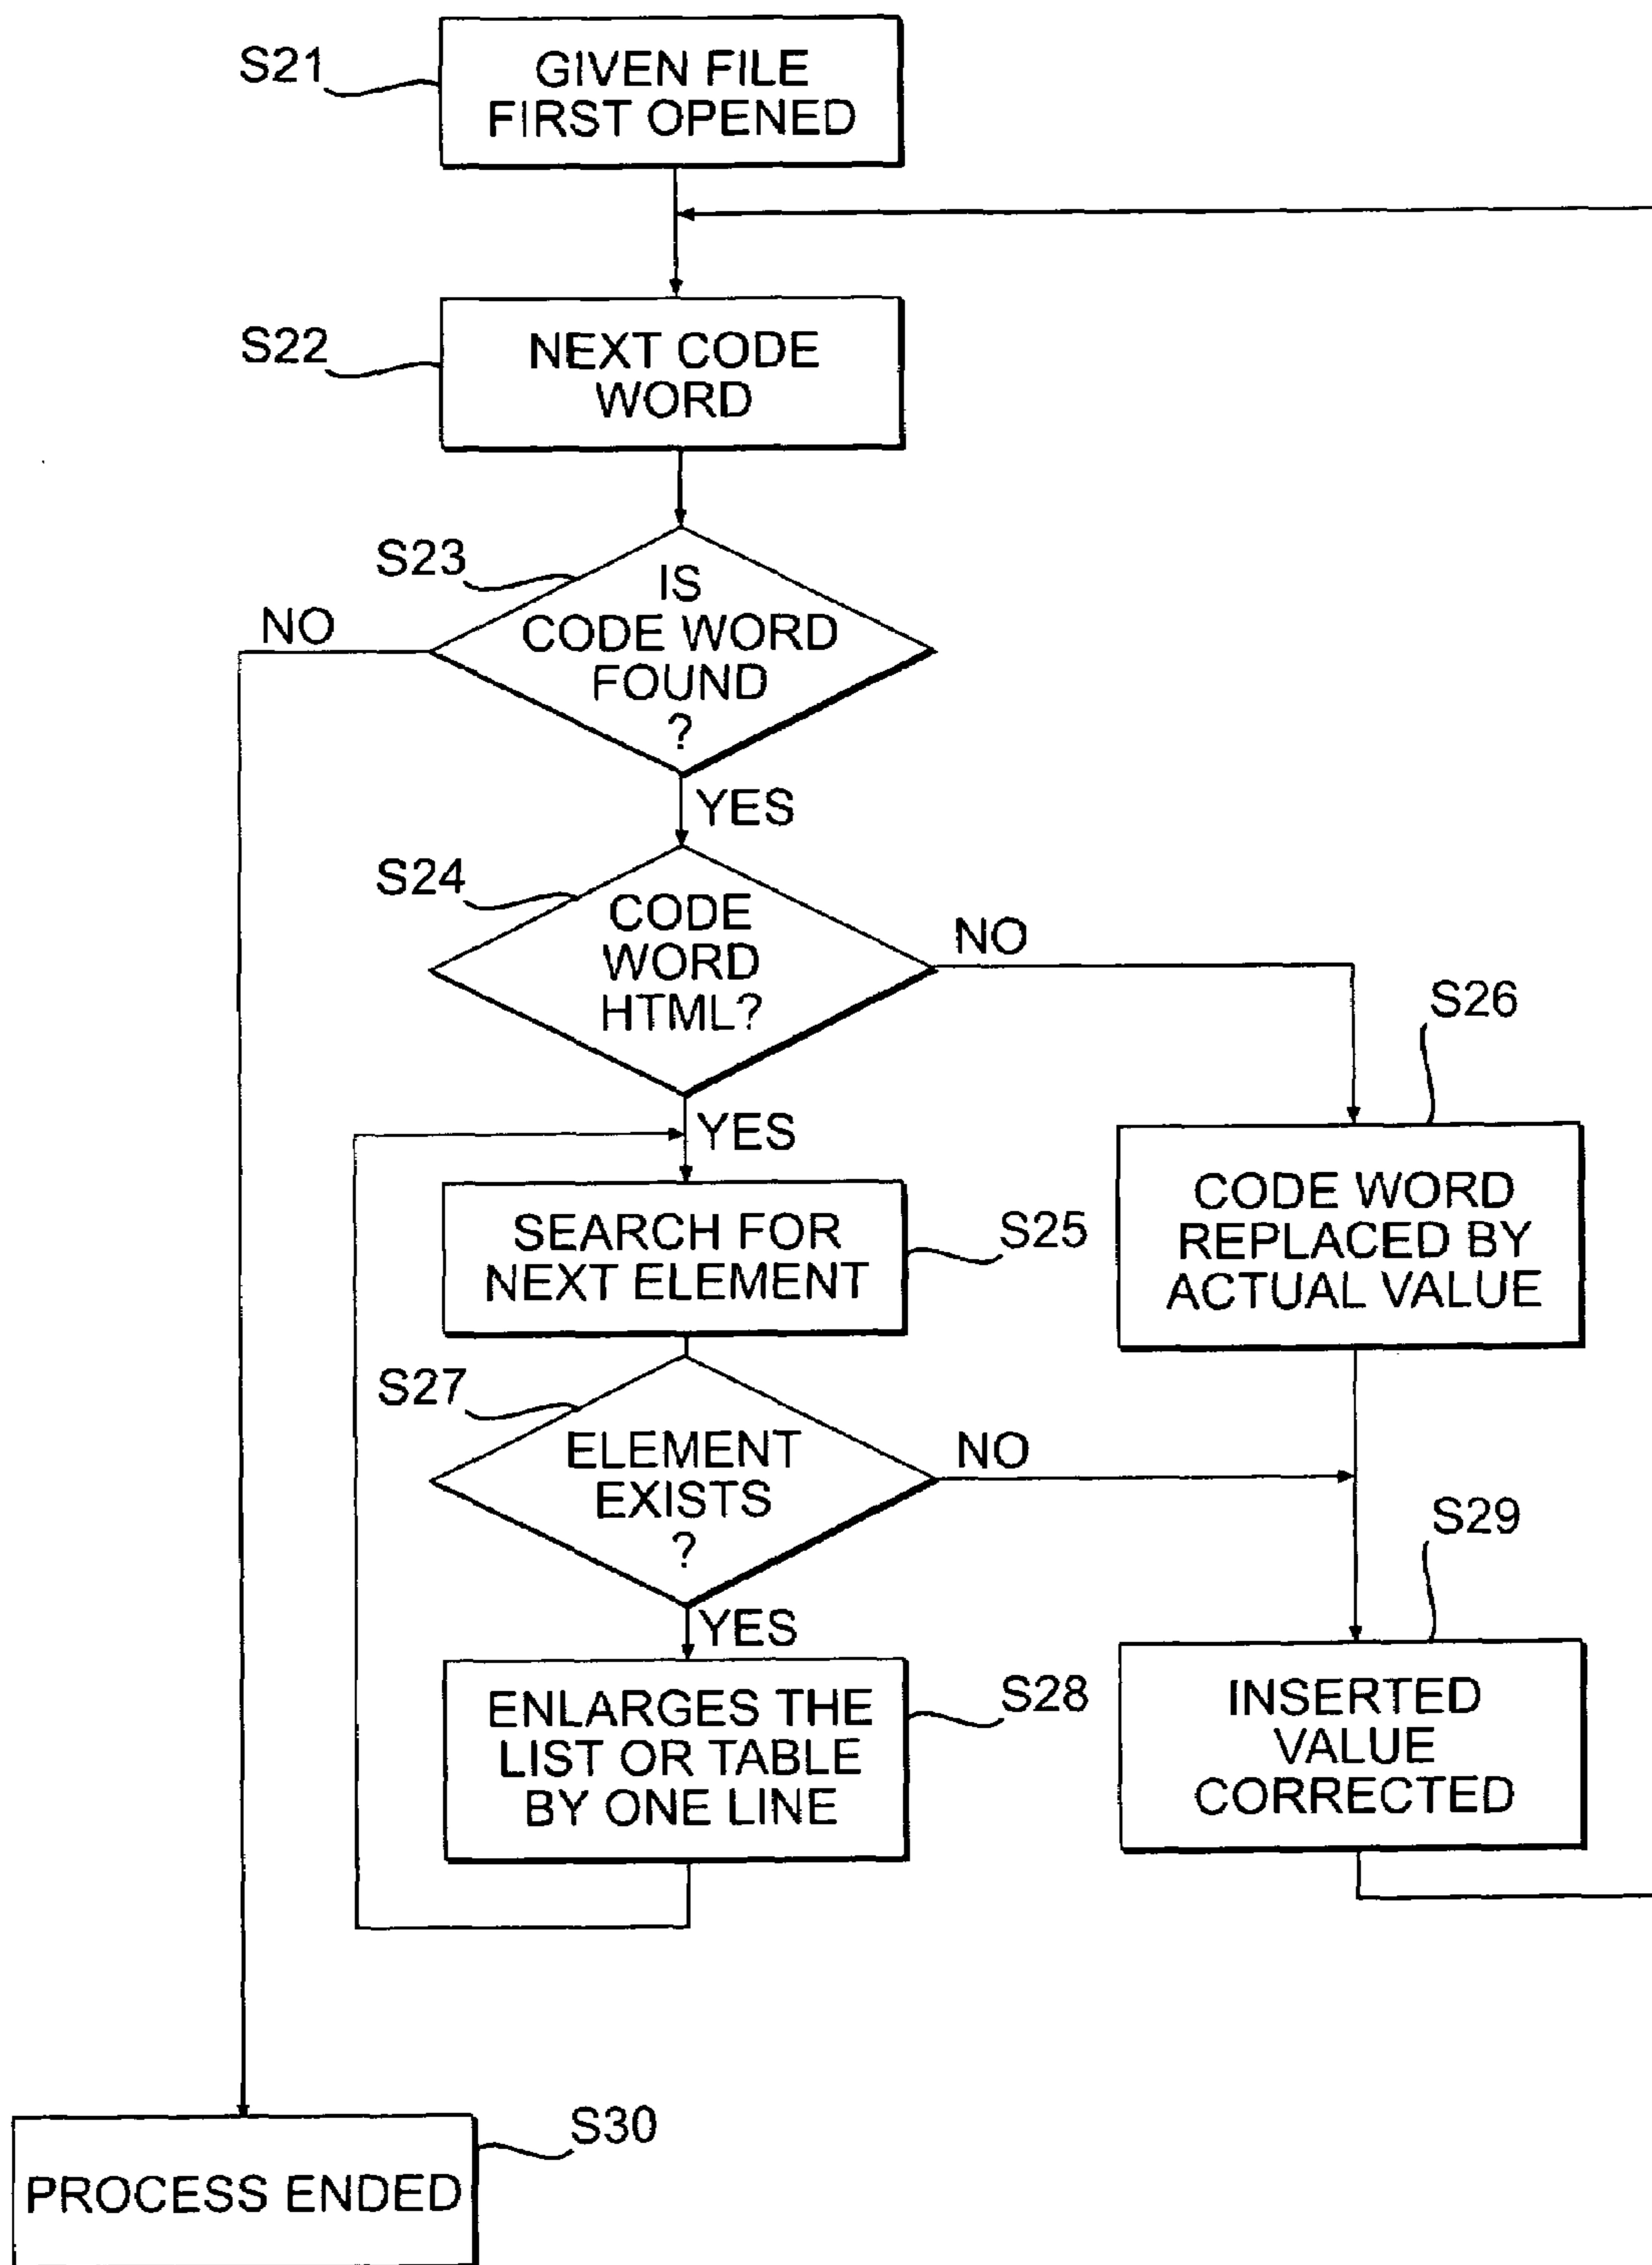 S21
GIVEN FILE
FIRST OPENED
S22
NEXT CODE
WORD
S23
IS
CODE WORD
FOUND
?
NO
YES
S24
CODE
WORD
HTML?
NO
YES
S26
CODE WORD
REPLACED BY
ACTUAL VALUE
SEARCH FOR
NEXT ELEMENT
S25
S27
ELEMENT
EXISTS
?
NO
YES
S29
INSERTED
VALUE
CORRECTED
ENLARGES THE
LIST OR TABLE
BY ONE LINE
S28
S30
PROCESS ENDED